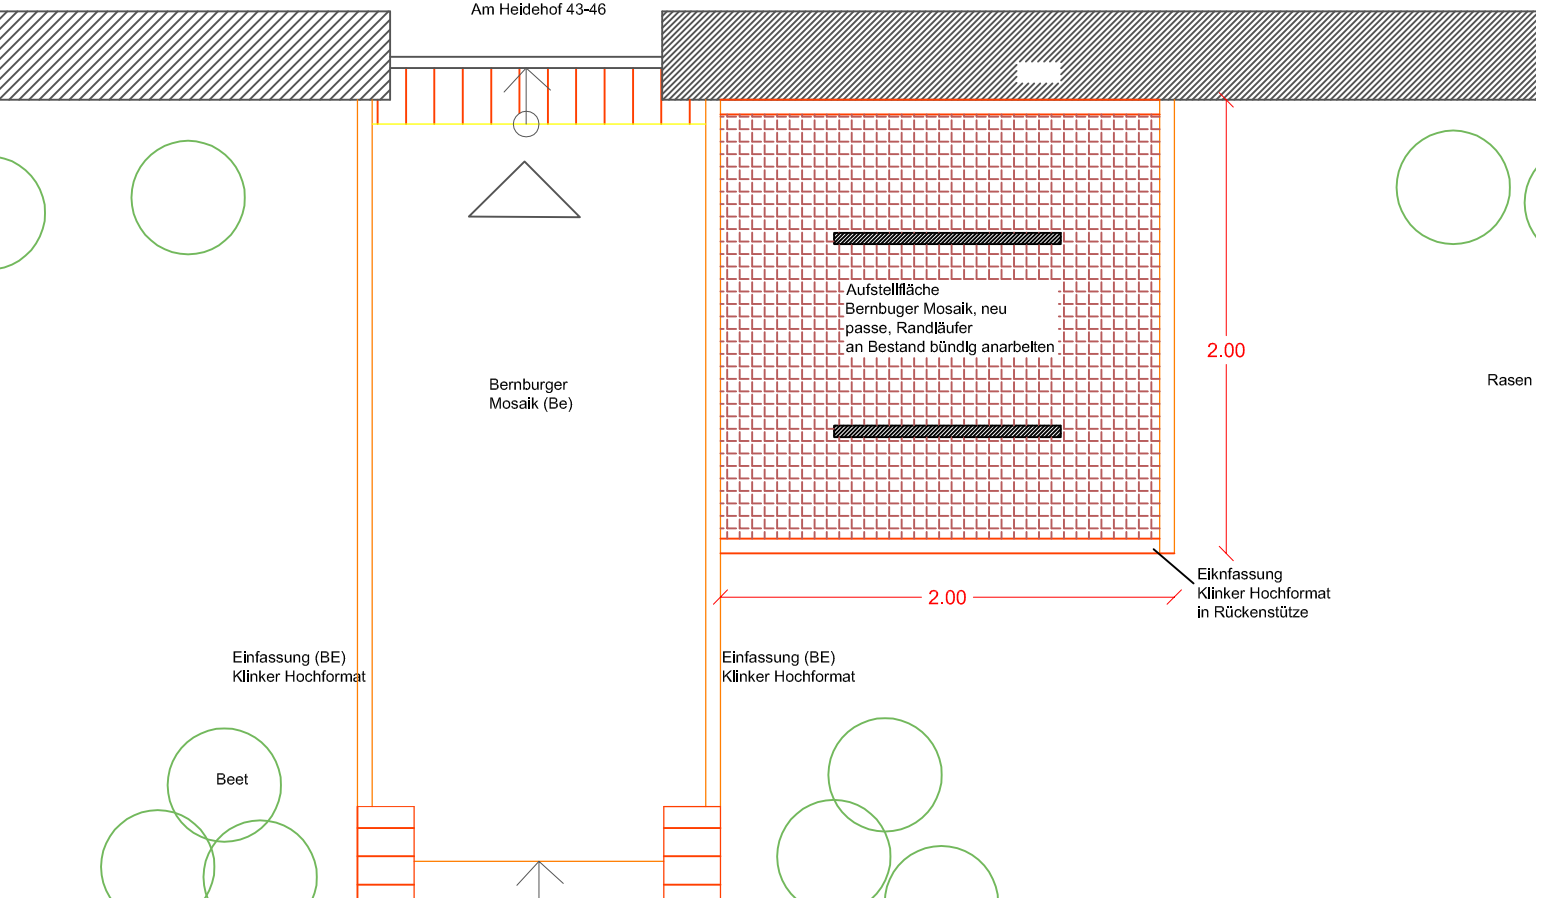 Am Heidehof 43-46
Aufstellfläche
Bernbuger Mosaik, neu
passe, Randläufer
an Bestand bündig anarbeiten
2.00
Rasen
Bernburger
Mosaik (Be)
2.00
Eiknfassung
Klinker Hochformat
in Rückenstütze
Einfassung (BE)
Klinker Hochformat
Einfassung (BE)
Klinker Hochformat
Beet